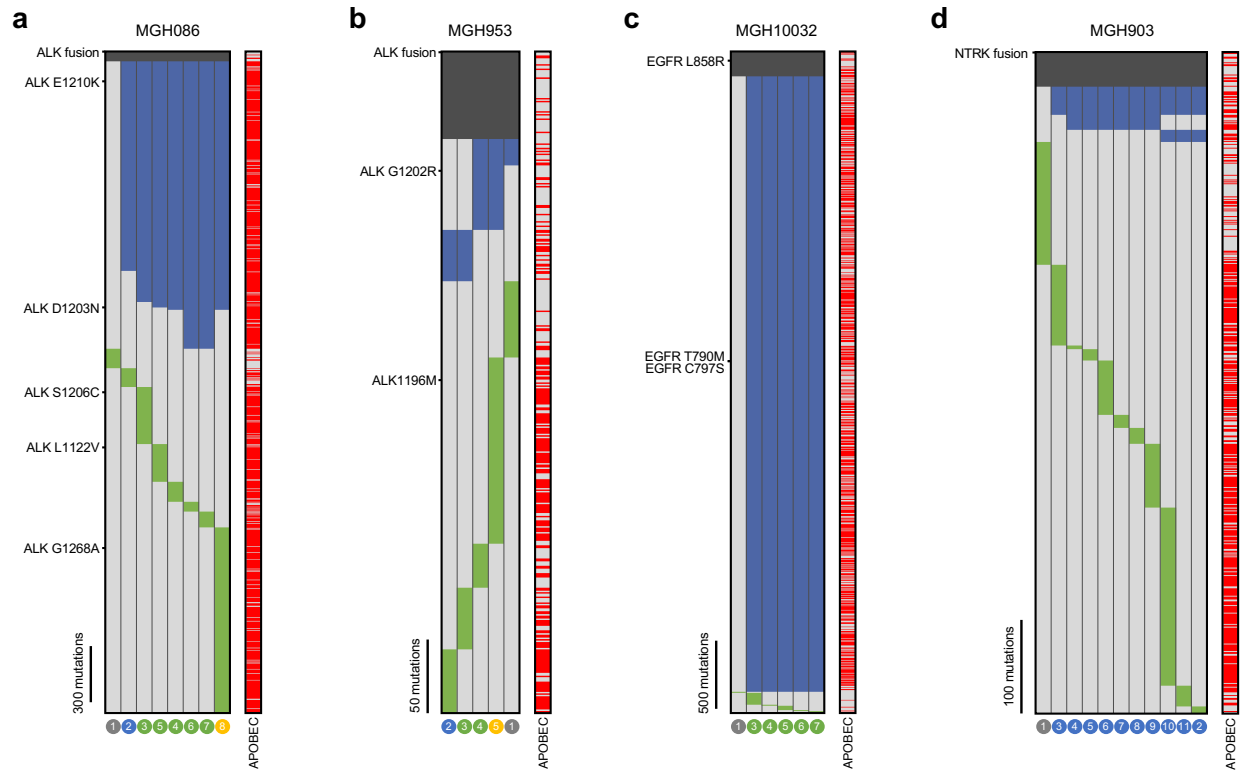 a
MGH086
ALK fusion
ALK E1210K
ALK D1203N
ALK S1206C
ALK L1122V
ALK G1268A
300 mutations
1 2 3 5 4 6 7 8
APOBEC
b
MGH953
ALK fusion
ALK G1202R
ALK1196M
50 mutations
2 3 4 5 1
APOBEC
c
MGH10032
EGFR L858R
EGFR T790M
EGFR C797S
500 mutations
1 3 4 5 6 7
APOBEC
d
MGH903
NTRK fusion
100 mutations
1 3 4 5 6 7 8 9 10 11 2
APOBEC